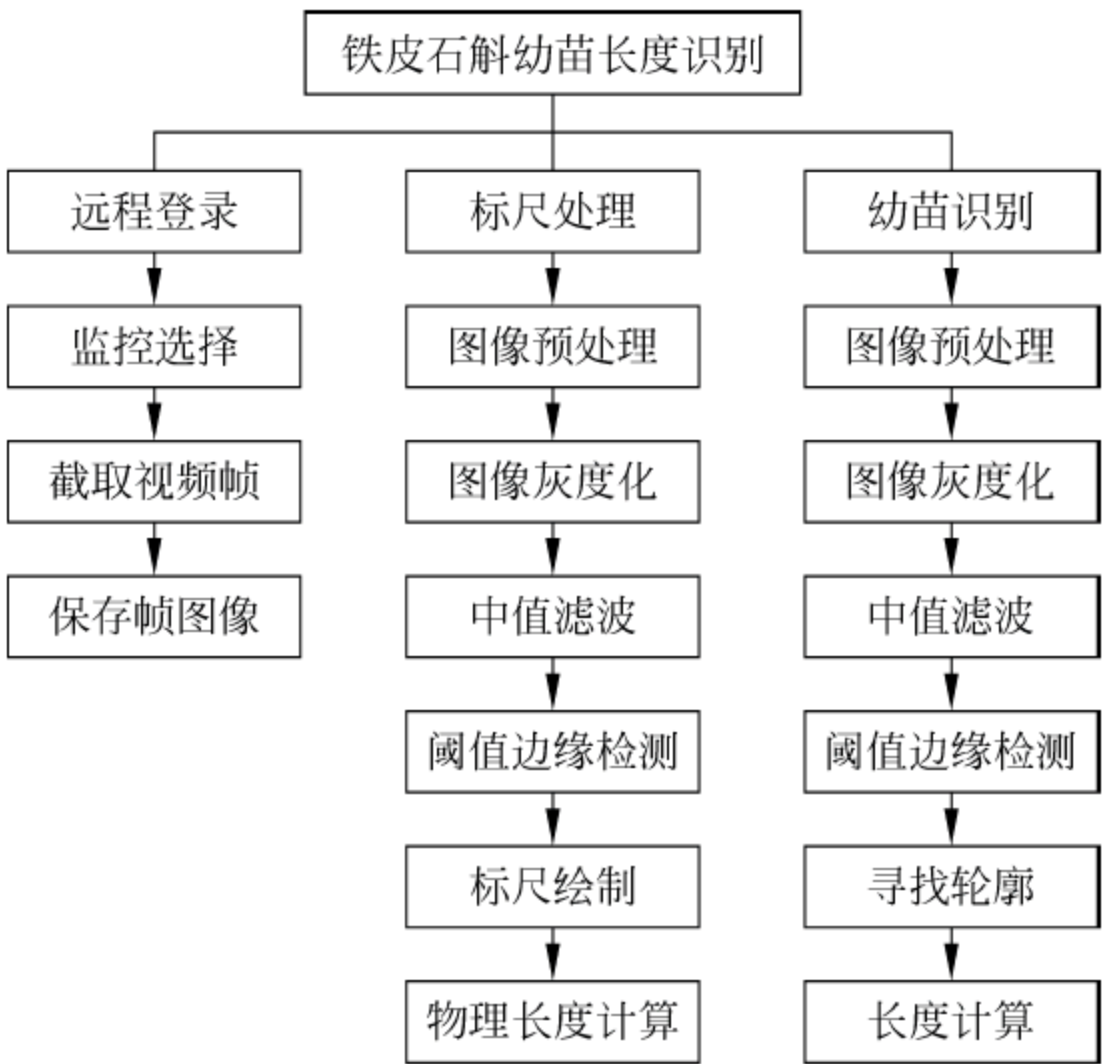 铁皮石斛幼苗长度识别
远程登录
标尺处理
幼苗识别
监控选择
图像预处理
图像预处理
截取视频帧
图像灰度化
图像灰度化
保存帧图像
中值滤波
中值滤波
阈值边缘检测
阈值边缘检测
标尺绘制
寻找轮廓
物理长度计算
长度计算